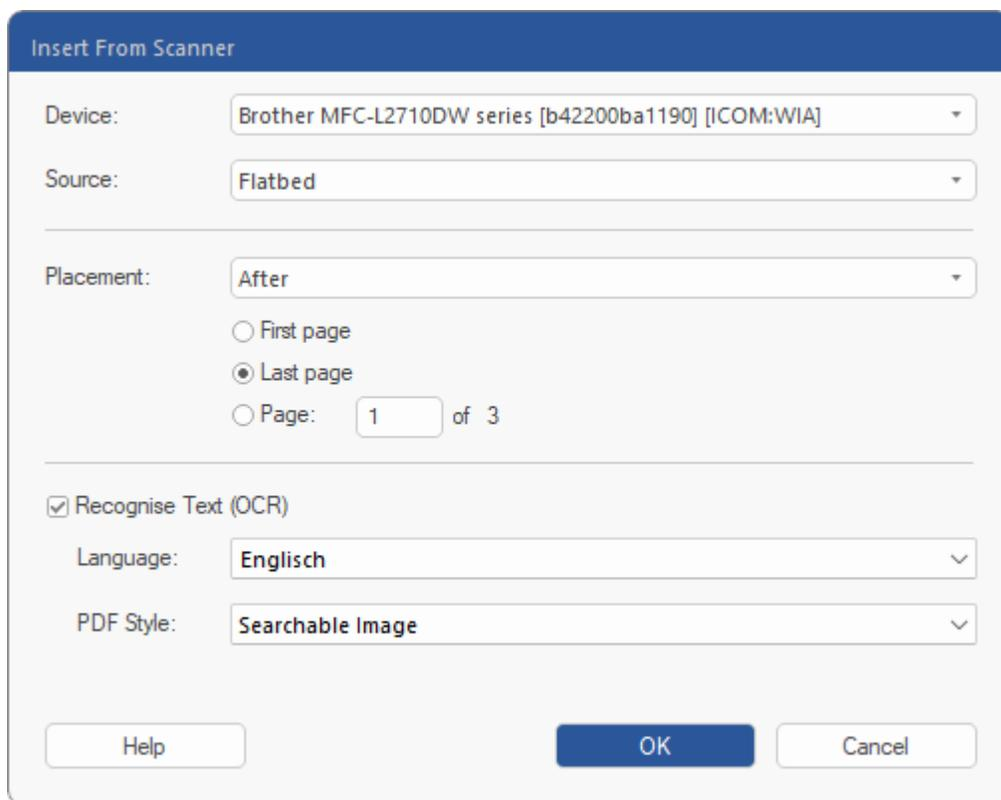 Insert From Scanner
Device: Brother MFC-L2710DW series [b42200ba1190] [ICOM:WIA]
Source: Flatbed
Placement: After
First page
Last page
Page: 1 of 3
Recognise Text (OCR)
Language: Englisch
PDF Style: Searchable Image
Help OK Cancel